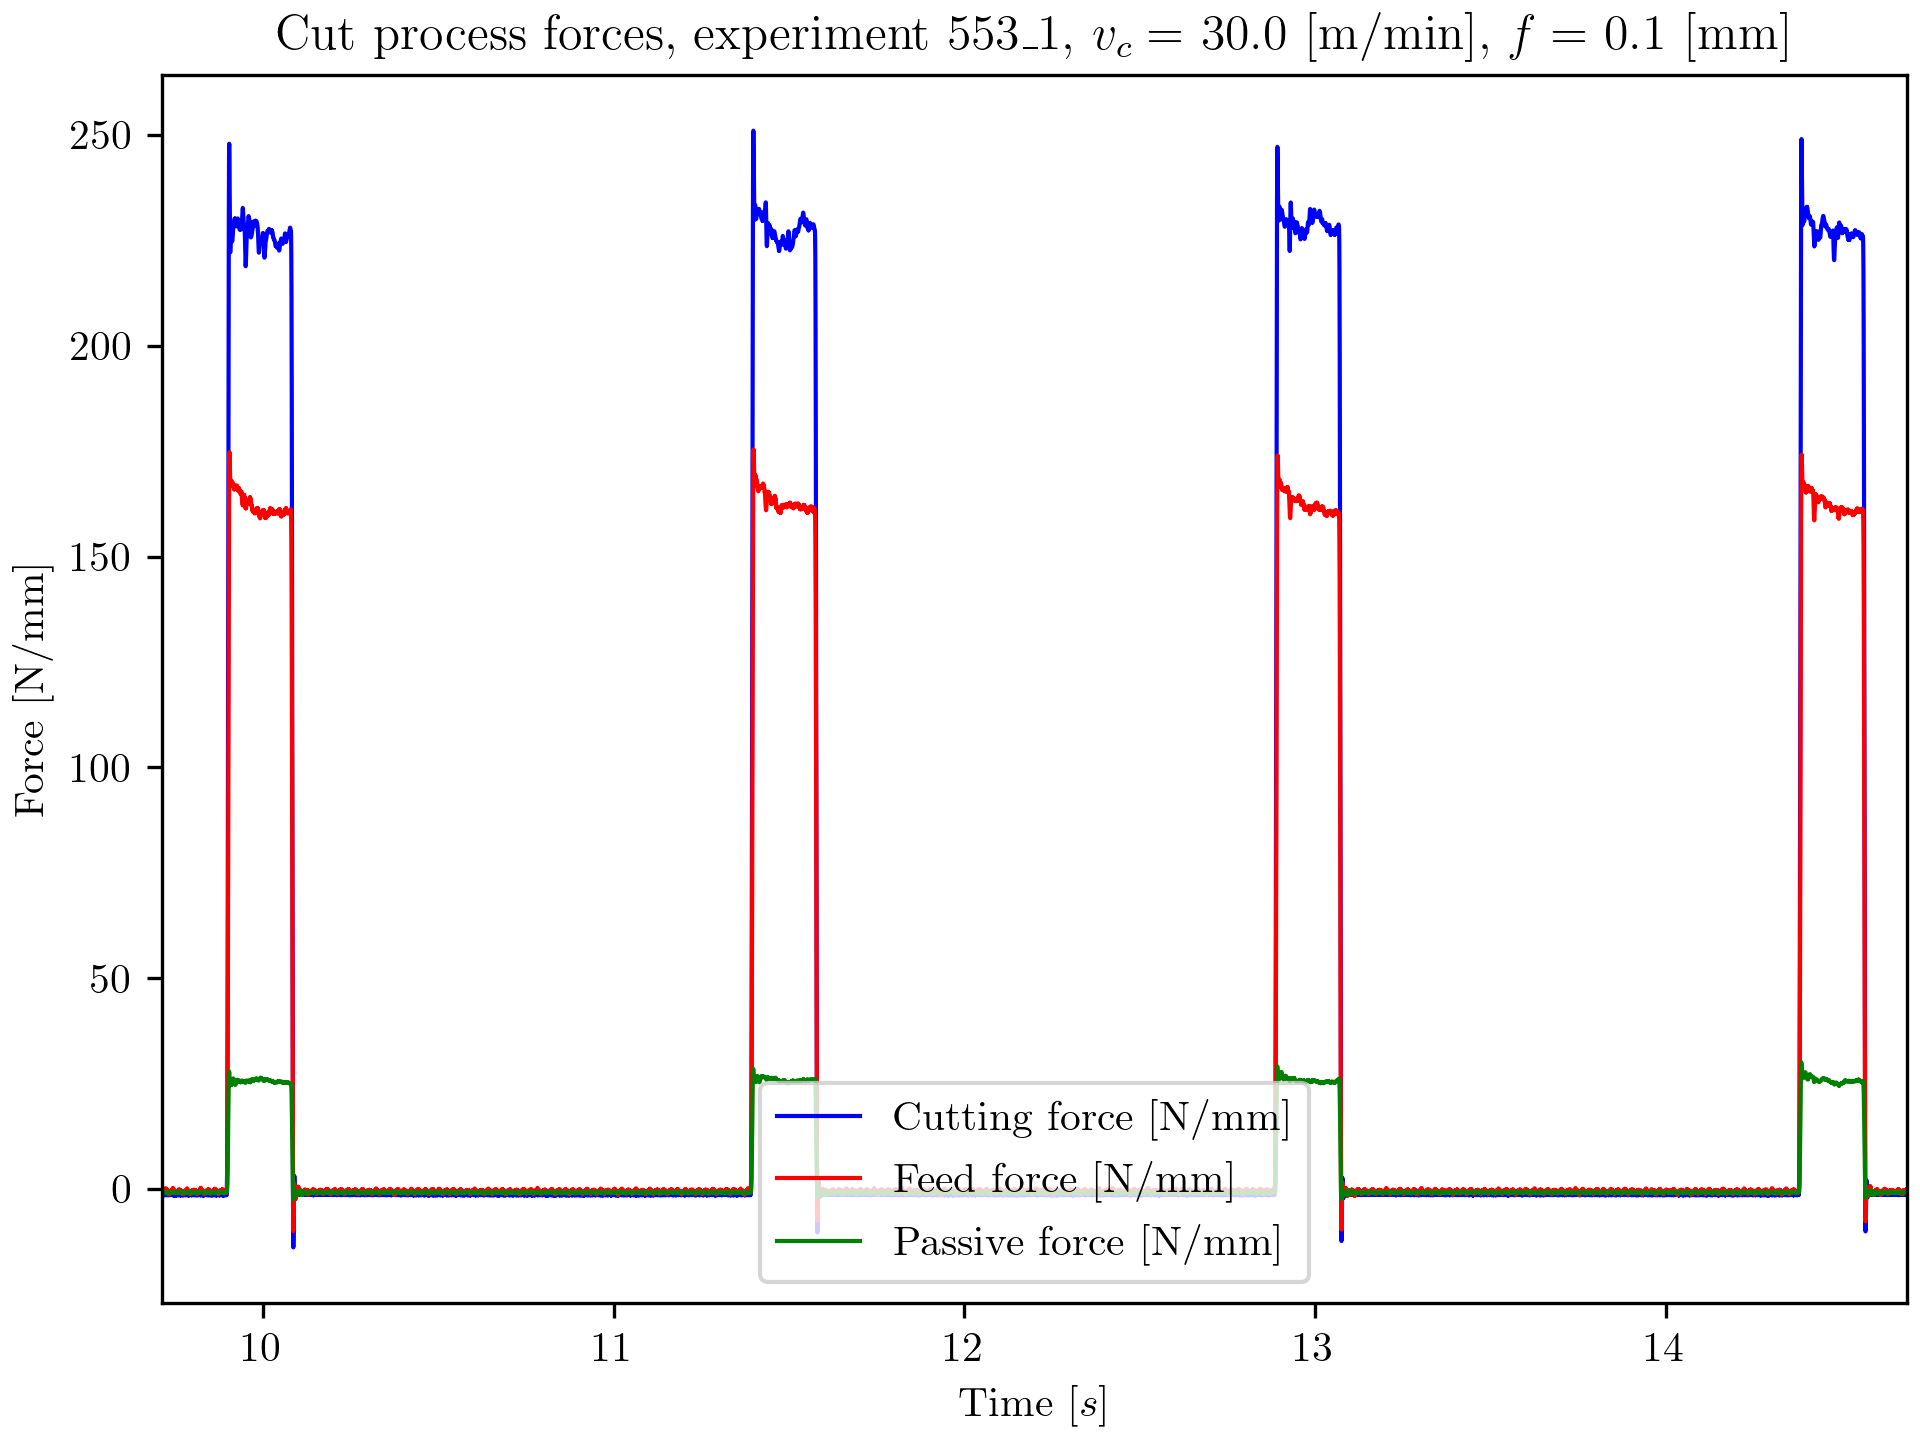 Cut process forces, experiment 553_1, v_c = 30.0 [m/min], f = 0.1 [mm]
250
200
150
100
50
0
Force [N/mm]
Cutting force [N/mm]
Feed force [N/mm]
Passive force [N/mm]
10 11 12 13 14
Time [s]